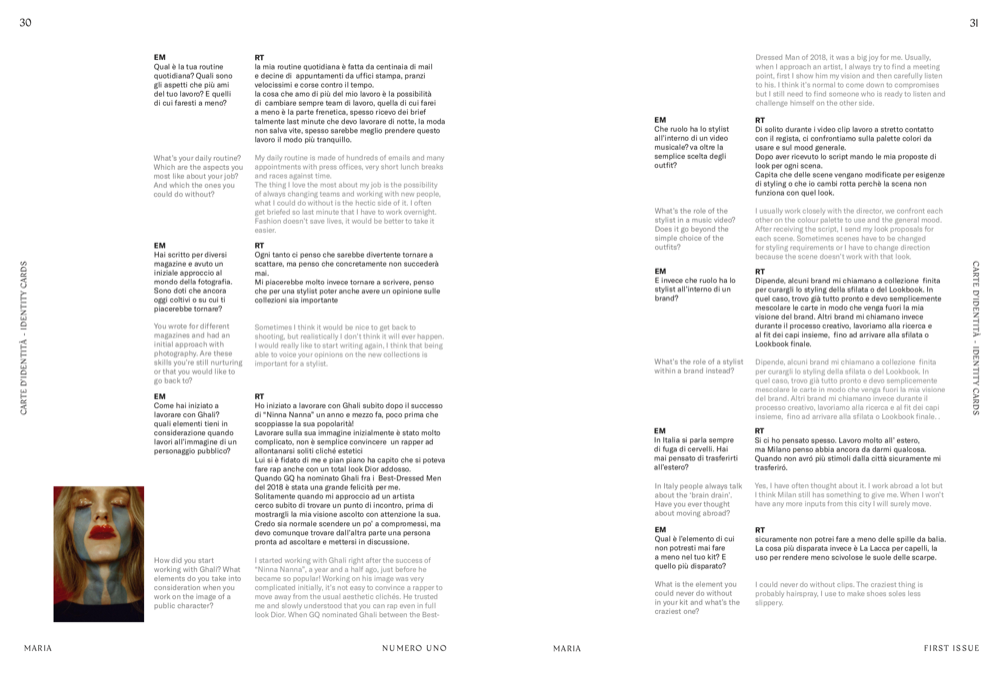 30
CARTE D'IDENTITÀ - IDENTITY CARDS
EM
Qual è la tua routine
quotidiana? Quali sono
gli aspetti che più ami
del tuo lavoro? E quelli
di cui faresti a meno?
RT
la mia routine quotidiana è fatta da centinaia di mail
e decine di  appuntamenti da uffici stampa, pranzi
velocissimi e corse contro il tempo.
la cosa che amo di più del mio lavoro è la possibilità
di  cambiare sempre team di lavoro, quella di cui farei
a meno è la parte frenetica, spesso ricevo dei brief
talmente last minute che devo lavorare di notte, la moda
non salva vite, spesso sarebbe meglio prendere questo
lavoro il modo più tranquillo.
What's your daily routine?
Which are the aspects you
most like about your job?
And which the ones you
could do without?
My daily routine is made of hundreds of emails and many
appointments with press offices, very short lunch breaks
and races against time.
The thing I love the most about my job is the possibility
of always changing teams and working with new people,
what I could do without is the hectic side of it. I often
get briefed so last minute that I have to work overnight.
Fashion doesn't save lives, it would be better to take it
easier.
EM
Hai scritto per diversi
magazine e avuto un
iniziale approccio al
mondo della fotografia.
Sono doti che ancora
oggi coltivi o su cui ti
piacerebbe tornare?
RT
Ogni tanto ci penso che sarebbe divertente tornare a
scattare, ma penso che concretamente non succederà
mai.
Mi piacerebbe molto invece tornare a scrivere, penso
che per una stylist poter anche avere un opinione sulle
collezioni sia importante
You wrote for different
magazines and had an
initial approach with
photography. Are these
skills you're still nurturing
or that you would like to
go back to?
Sometimes I think it would be nice to get back to
shooting, but realistically I don't think it will ever happen.
I would really like to start writing again, I think that being
able to voice your opinions on the new collections is
important for a stylist.
EM
Come hai iniziato a
lavorare con Ghali?
quali elementi tieni in
considerazione quando
lavori all'immagine di un
personaggio pubblico?
RT
Ho iniziato a lavorare con Ghali subito dopo il successo
di "Ninna Nanna" un anno e mezzo fa, poco prima che
scoppiasse la sua popolarità!
Lavorare sulla sua immagine inizialmente è stato molto
complicato, non è semplice convincere  un rapper ad
allontanarsi soliti cliché estetici
Lui si è fidato di me e pian piano ha capito che si poteva
fare rap anche con un total look Dior addosso.
Quando GQ ha nominato Ghali fra i  Best-Dressed Men
del 2018 è stata una grande felicità per me.
Solitamente quando mi approccio ad un artista
cerco subito di trovare un punto di incontro, prima di
mostrargli la mia visione ascolto con attenzione la sua.
Credo sia normale scendere un po' a compromessi, ma
devo comunque trovare dall'altra parte una persona
pronta ad ascoltare e mettersi in discussione.
How did you start
working with Ghali? What
elements do you take into
consideration when you
work on the image of a
public character?
I started working with Ghali right after the success of
"Ninna Nanna", a year and a half ago, just before he
became so popular! Working on his image was very
complicated initially, it's not easy to convince a rapper to
move away from the usual aesthetic clichés. He trusted
me and slowly understood that you can rap even in full
look Dior. When GQ nominated Ghali between the Best-
MARIA
NUMERO UNO
31
Dressed Man of 2018, it was a big joy for me. Usually,
when I approach an artist, I always try to find a meeting
point, first I show him my vision and then carefully listen
to his. I think it's normal to come down to compromises
but I still need to find someone who is ready to listen and
challenge himself on the other side.
EM
Che ruolo ha lo stylist
all'interno di un video
musicale? va oltre la
semplice scelta degli
outfit?
RT
Di solito durante i video clip lavoro a stretto contatto
con il regista, ci confrontiamo sulla palette colori da
usare e sul mood generale.
Dopo aver ricevuto lo script mando le mie proposte di
look per ogni scena.
Capita che delle scene vengano modificate per esigenze
di styling o che io cambi rotta perchè la scena non
funziona con quel look.
What's the role of the
stylist in a music video?
Does it go beyond the
simple choice of the
outfits?
I usually work closely with the director, we confront each
other on the colour palette to use and the general mood.
After receiving the script, I send my look proposals for
each scene. Sometimes scenes have to be changed
for styling requirements or I have to change direction
because the scene doesn't work with that look.
EM
E invece che ruolo ha lo
stylist all'interno di un
brand?
RT
Dipende, alcuni brand mi chiamano a collezione  finita
per curargli lo styling della sfilata o del Lookbook. In
quel caso, trovo già tutto pronto e devo semplicemente
mescolare le carte in modo che venga fuori la mia
visione del brand. Altri brand mi chiamano invece
durante il processo creativo, lavoriamo alla ricerca e
al fit dei capi insieme,  fino ad arrivare alla sfilata o
Lookbook finale.
What's the role of a stylist
within a brand instead?
Dipende, alcuni brand mi chiamano a collezione  finita
per curargli lo styling della sfilata o del Lookbook. In
quel caso, trovo già tutto pronto e devo semplicemente
mescolare le carte in modo che venga fuori la mia visione
del brand. Altri brand mi chiamano invece durante il
processo creativo, lavoriamo alla ricerca e al fit dei capi
insieme,  fino ad arrivare alla sfilata o Lookbook finale. .
EM
In Italia si parla sempre
di fuga di cervelli. Hai
mai pensato di trasferirti
all'estero?
RT
Si ci ho pensato spesso. Lavoro molto all' estero,
ma Milano penso abbia ancora da darmi qualcosa.
Quando non avró più stimoli dalla città sicuramente mi
trasferiró.
In Italy people always talk
about the 'brain drain'.
Have you ever thought
about moving abroad?
Yes, I have often thought about it. I work abroad a lot but
I think Milan still has something to give me. When I won't
have any more inputs from this city I will surely move.
EM
Qual è l'elemento di cui
non potresti mai fare
a meno nel tuo kit? E
quello più disparato?
RT
sicuramente non potrei fare a meno delle spille da balia.
La cosa più disparata invece è La Lacca per capelli, la
uso per rendere meno scivolose le suole delle scarpe.
What is the element you
could never do without
in your kit and what's the
craziest one?
I could never do without clips. The craziest thing is
probably hairspray, I use to make shoes soles less
slippery.
CARTE D'IDENTITÀ - IDENTITY CARDS
MARIA
FIRST ISSUE